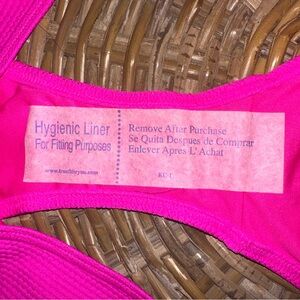 Hygienic Liner
For Fitting Purposes
Remove After Purchase
Se Quita Despues de Comprar
Enlever Apres L' Achat